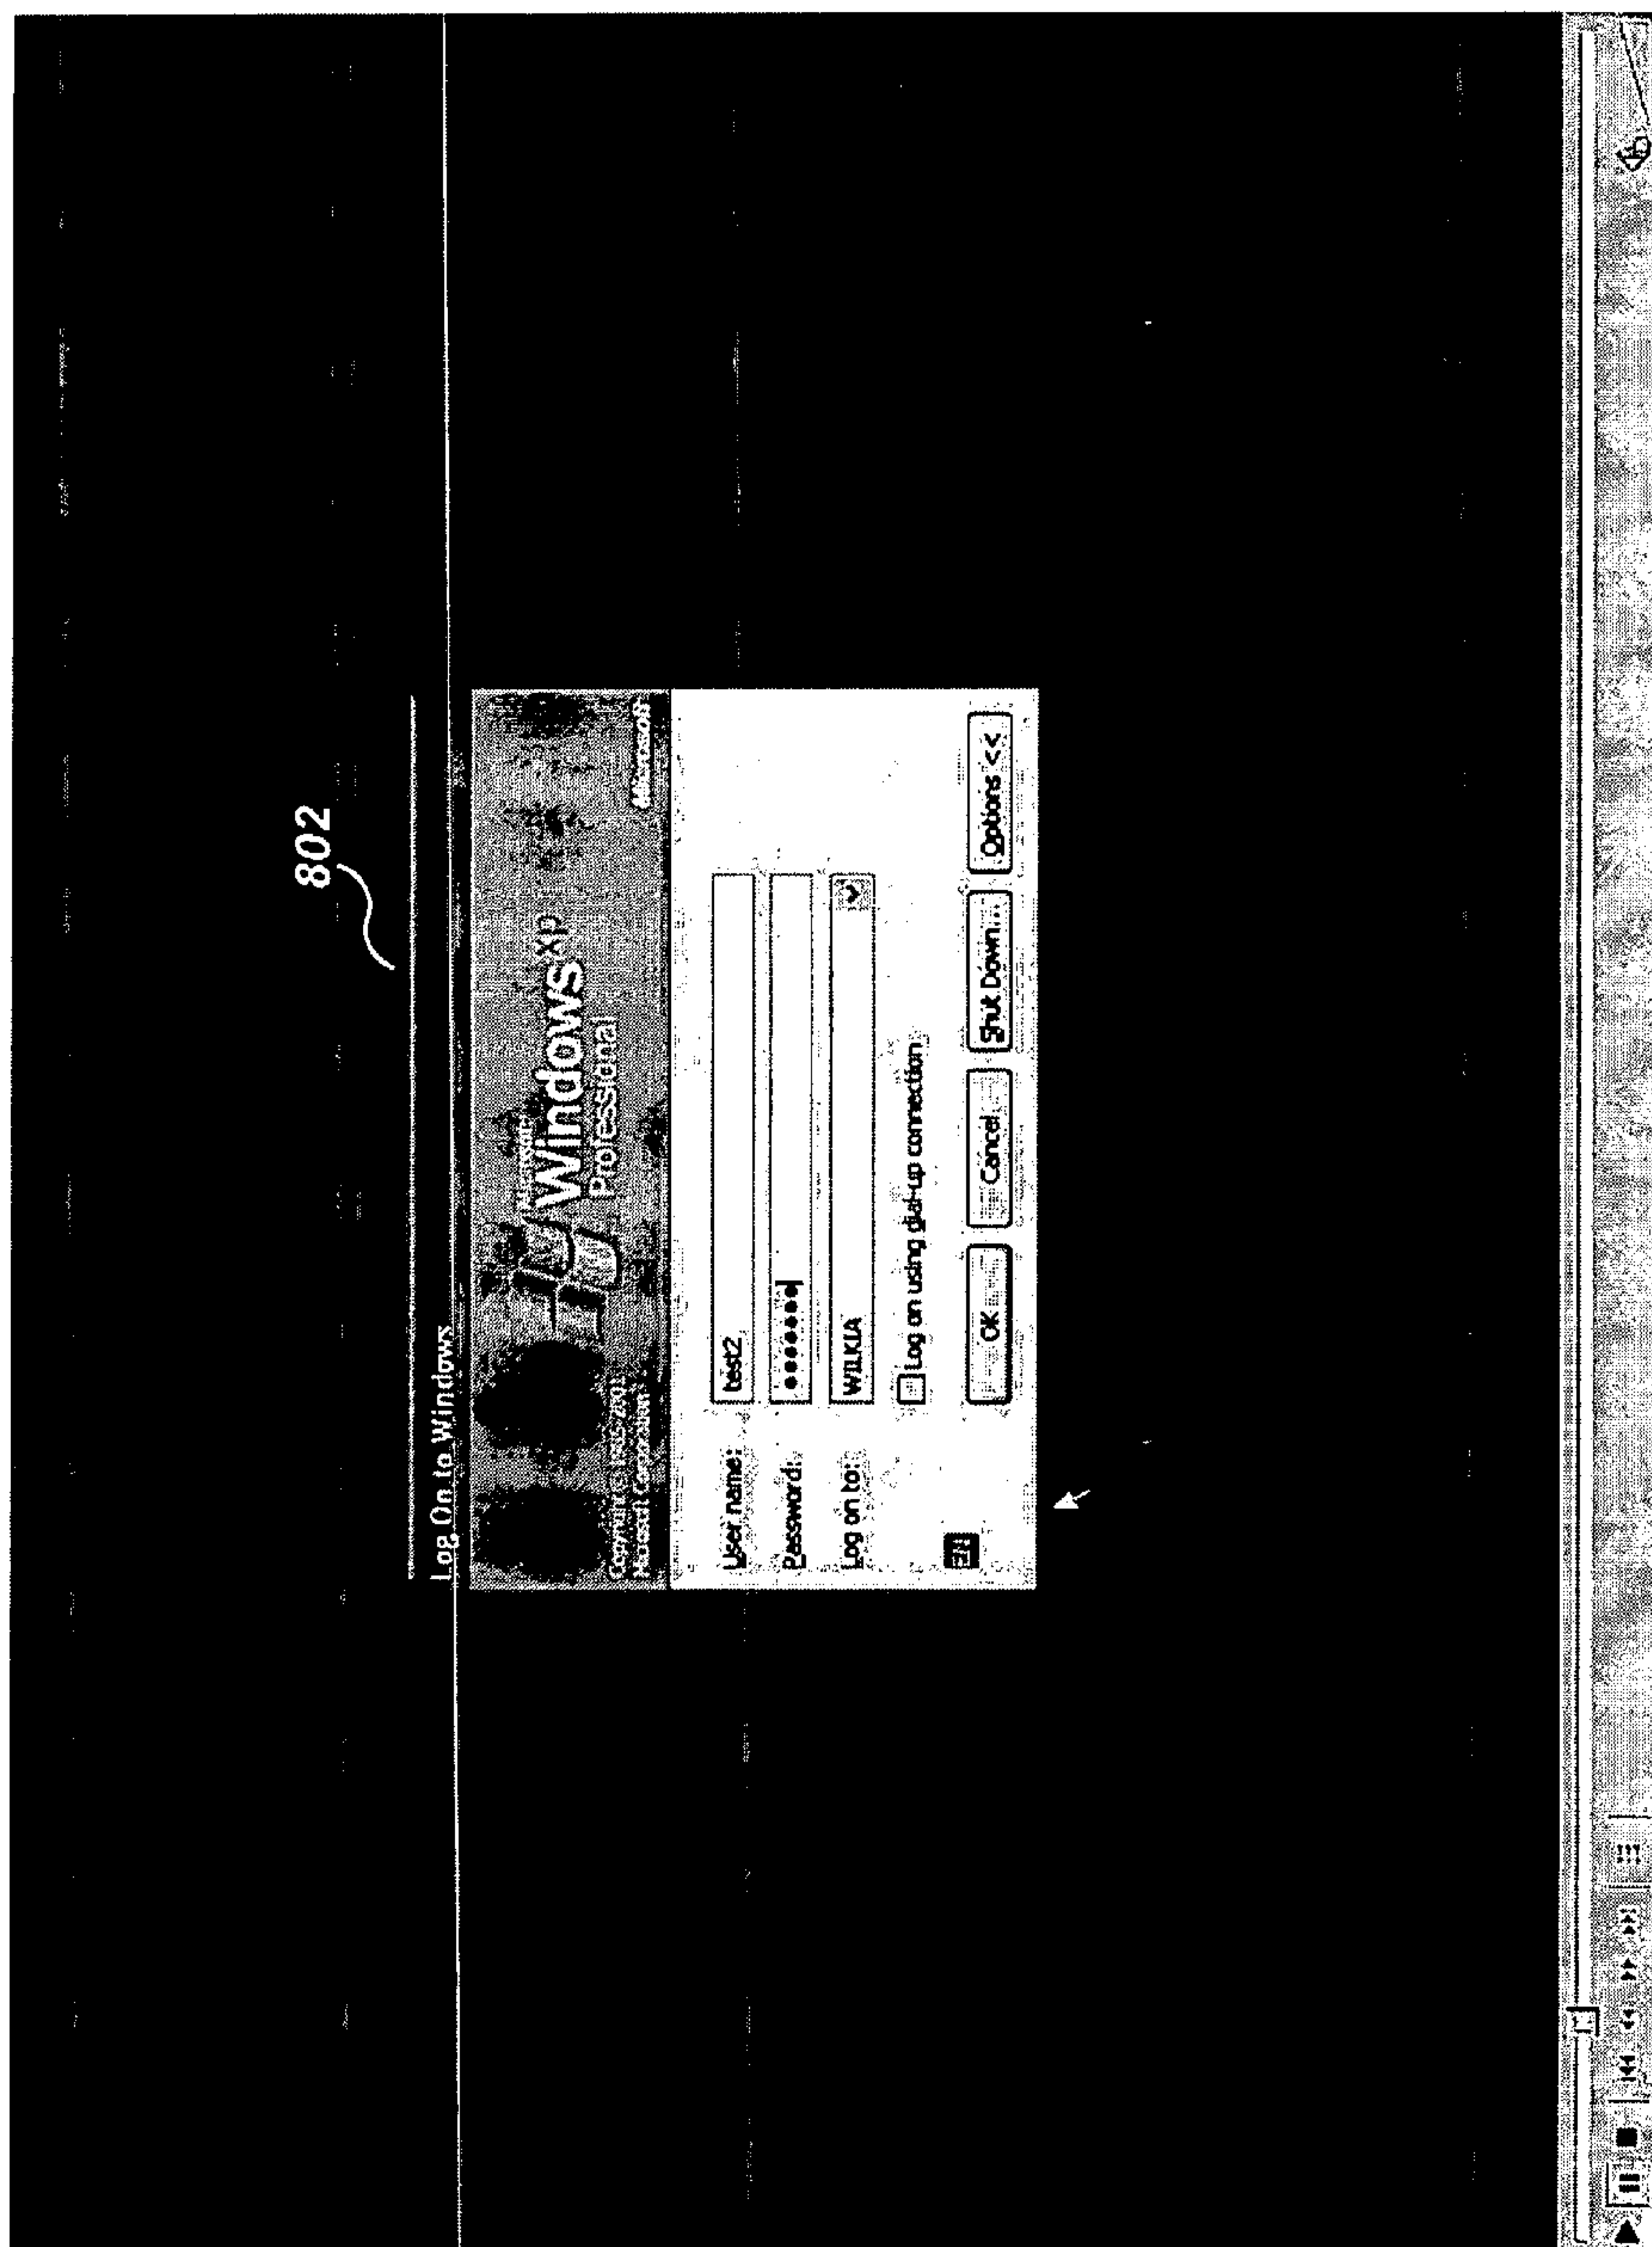 802
Log On to Windows
Microsoft
Windows xp
Professional
Copyright © 1985-2001
Microsoft Corporation
Microsoft
User name: test2
Password: •••••••
Log on to: WILKIA
Log on using dial-up connection
EN
OK Cancel Shut Down... Options <<